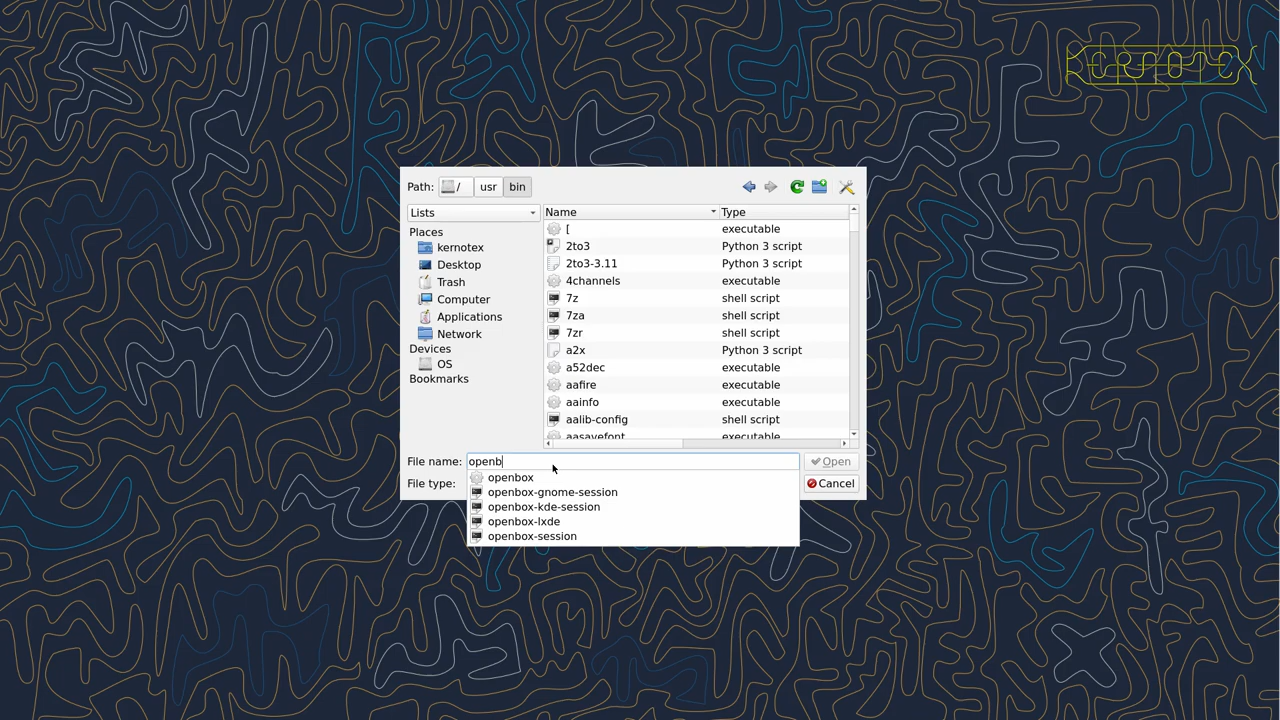 KERNOTEX
Path: / usr bin
Lists
Name Type
Places
kernotex
Desktop
Trash
Computer
Applications
Network
Devices
OS
Bookmarks
[ executable
2to3 Python 3 script
2to3-3.11 Python 3 script
4channels executable
7z shell script
7za shell script
7zr shell script
a2x Python 3 script
a52dec executable
aafire executable
aainfo executable
aalib-config shell script
aasavefont executable
File name: openb Open
File type: Cancel
openbox
openbox-gnome-session
openbox-kde-session
openbox-lxde
openbox-session